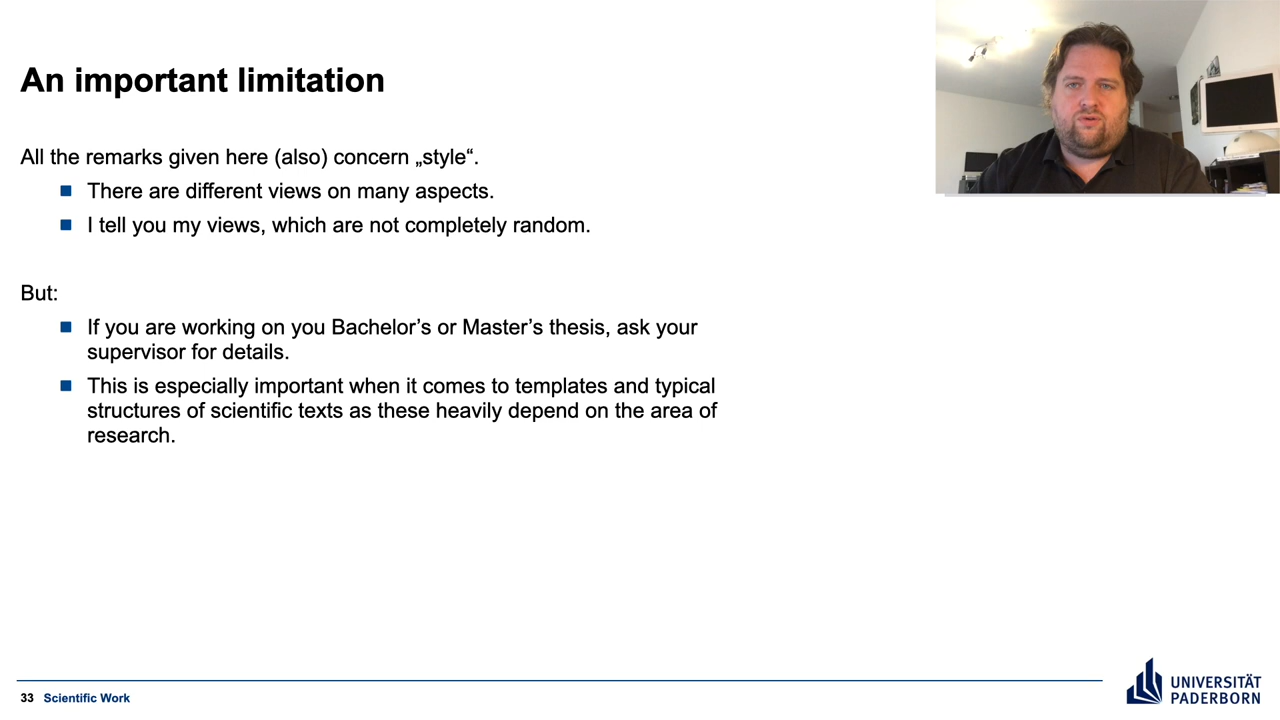 An important limitation
All the remarks given here (also) concern „style“.
There are different views on many aspects.
I tell you my views, which are not completely random.
But:
If you are working on you Bachelor’s or Master’s thesis, ask your
supervisor for details.
This is especially important when it comes to templates and typical
structures of scientific texts as these heavily depend on the area of
research.
33 Scientific Work
UNIVERSITÄT
PADERBORN